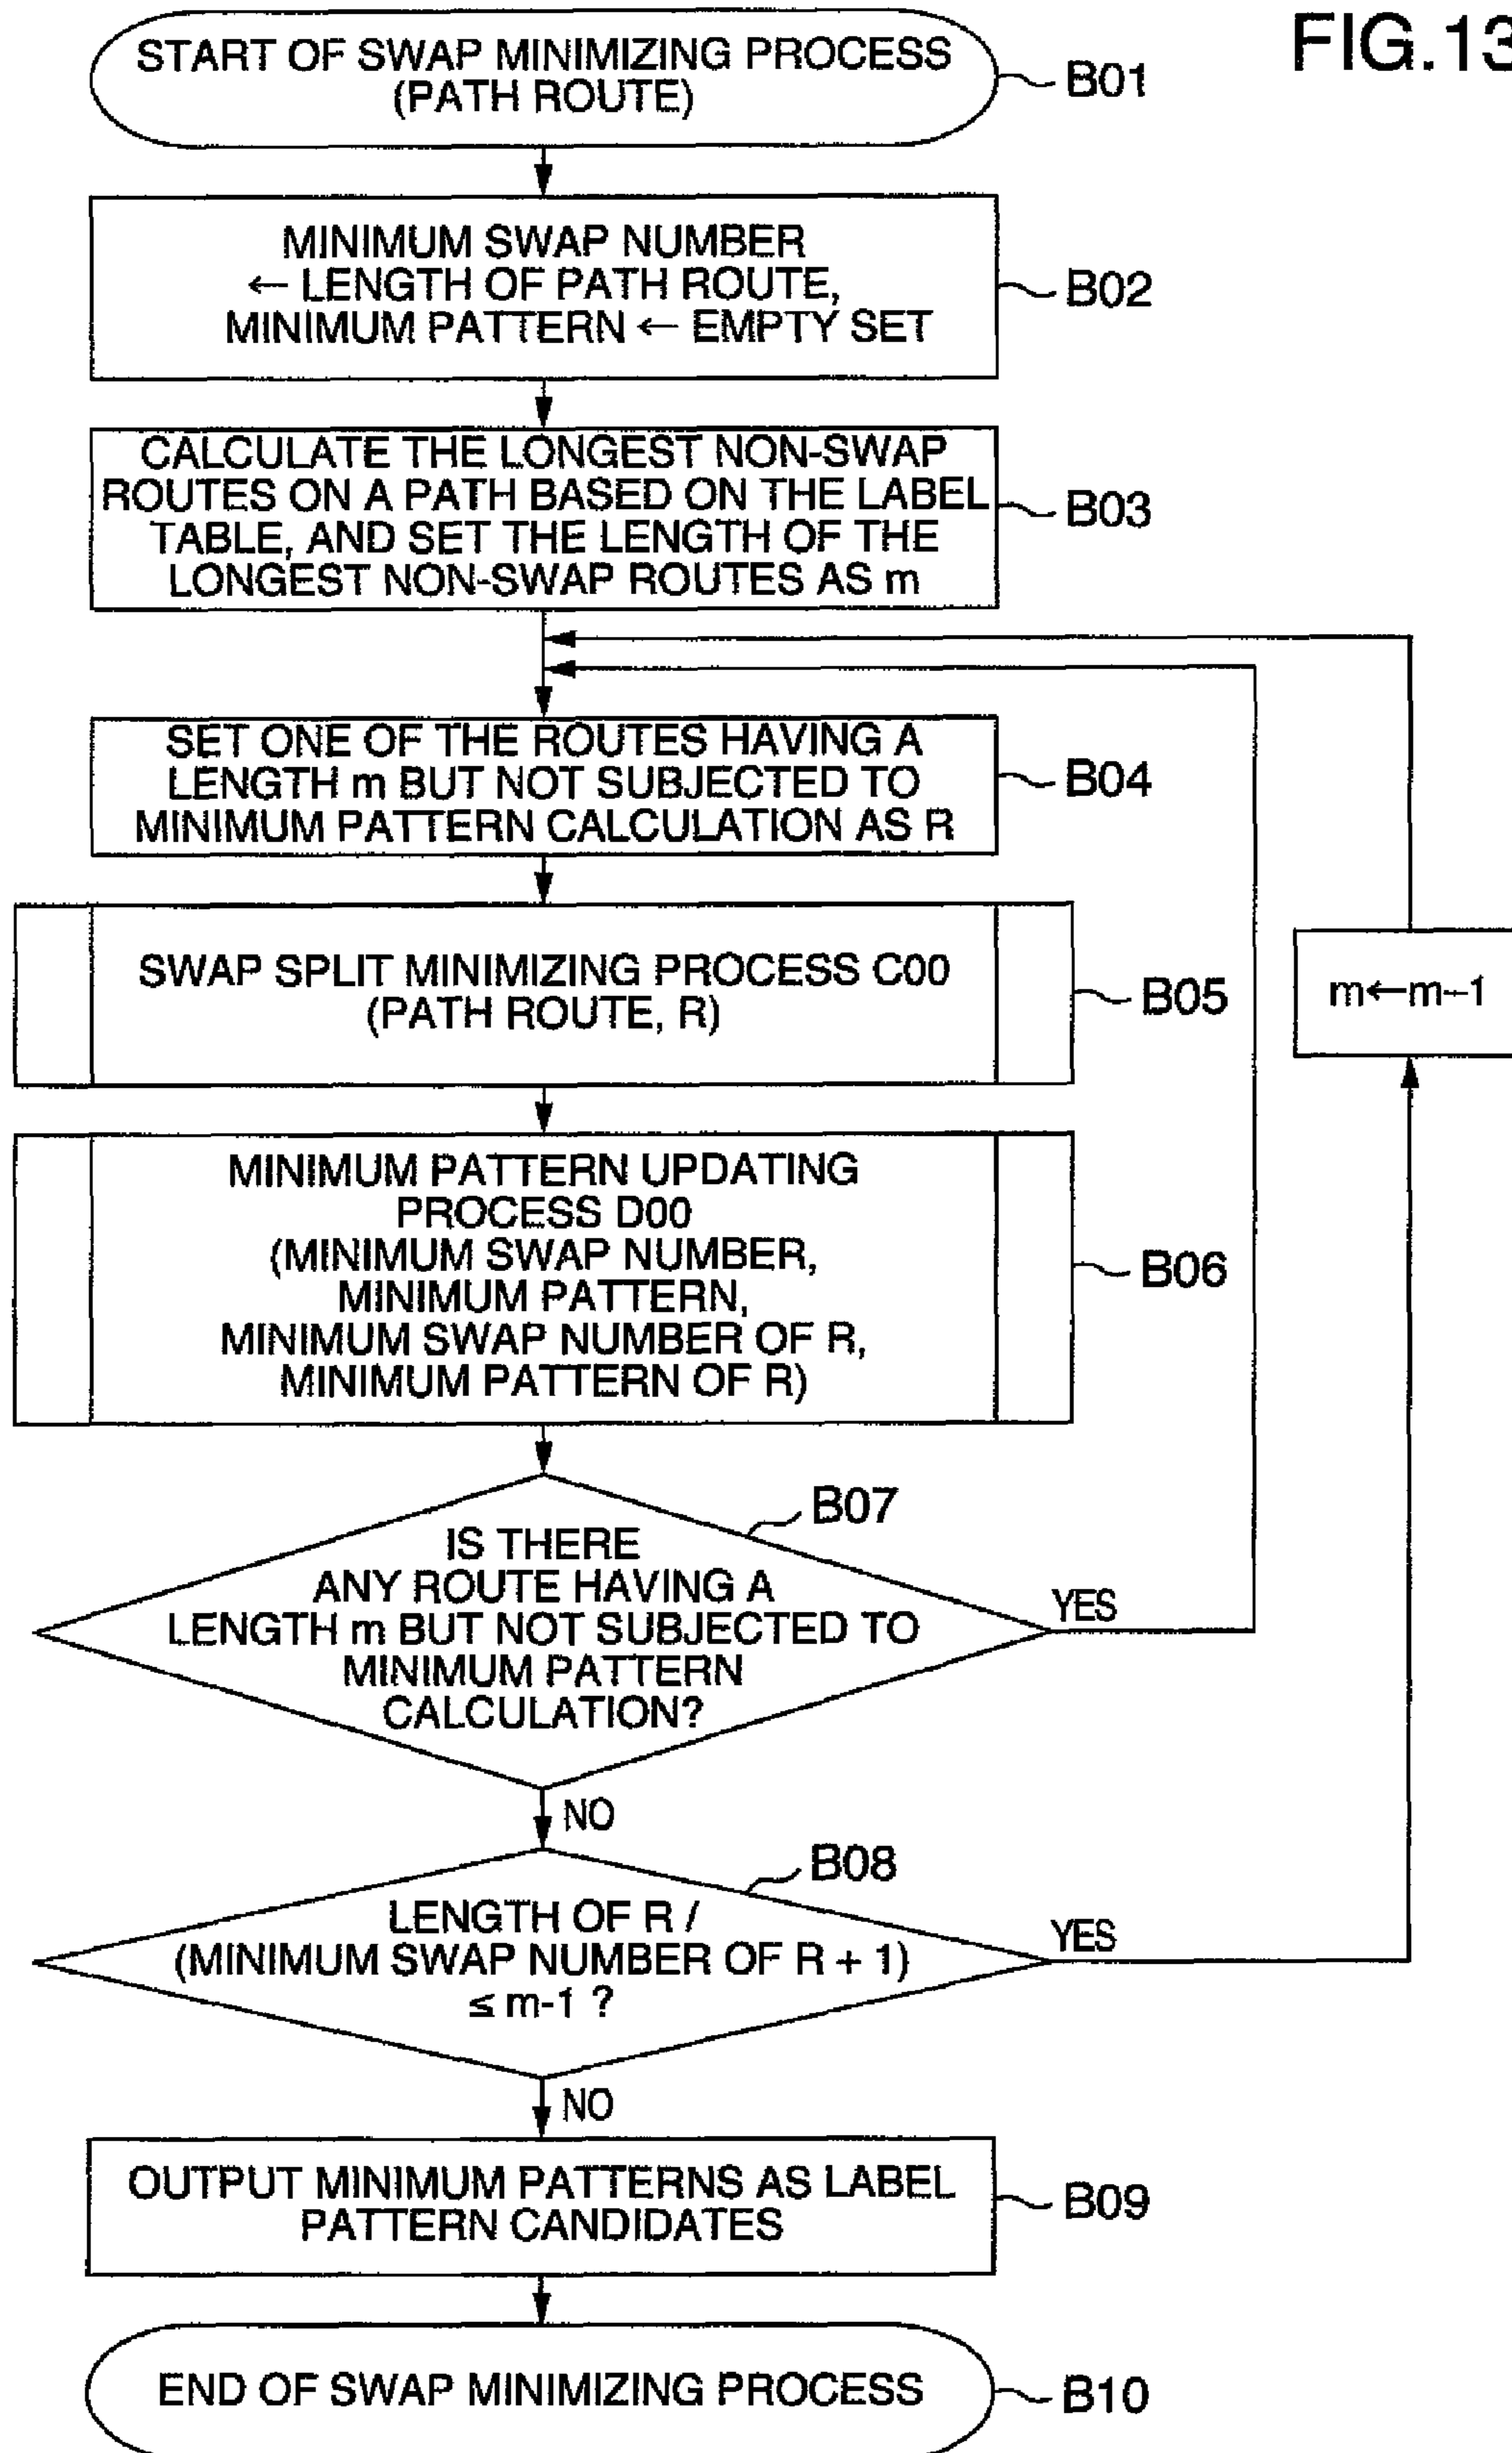 FIG.13
START OF SWAP MINIMIZING PROCESS
(PATH ROUTE)
B01
MINIMUM SWAP NUMBER
← LENGTH OF PATH ROUTE,
MINIMUM PATTERN ← EMPTY SET
B02
CALCULATE THE LONGEST NON-SWAP
ROUTES ON A PATH BASED ON THE LABEL
TABLE, AND SET THE LENGTH OF THE
LONGEST NON-SWAP ROUTES AS m
B03
SET ONE OF THE ROUTES HAVING A
LENGTH m BUT NOT SUBJECTED TO
MINIMUM PATTERN CALCULATION AS R
B04
SWAP SPLIT MINIMIZING PROCESS C00
(PATH ROUTE, R)
B05
m←m-1
MINIMUM PATTERN UPDATING
PROCESS D00
(MINIMUM SWAP NUMBER,
MINIMUM PATTERN,
MINIMUM SWAP NUMBER OF R,
MINIMUM PATTERN OF R)
B06
B07
IS THERE
ANY ROUTE HAVING A
LENGTH m BUT NOT SUBJECTED TO
MINIMUM PATTERN
CALCULATION?
YES
NO
B08
LENGTH OF R /
(MINIMUM SWAP NUMBER OF R + 1)
≤ m-1 ?
YES
NO
OUTPUT MINIMUM PATTERNS AS LABEL
PATTERN CANDIDATES
B09
END OF SWAP MINIMIZING PROCESS
B10